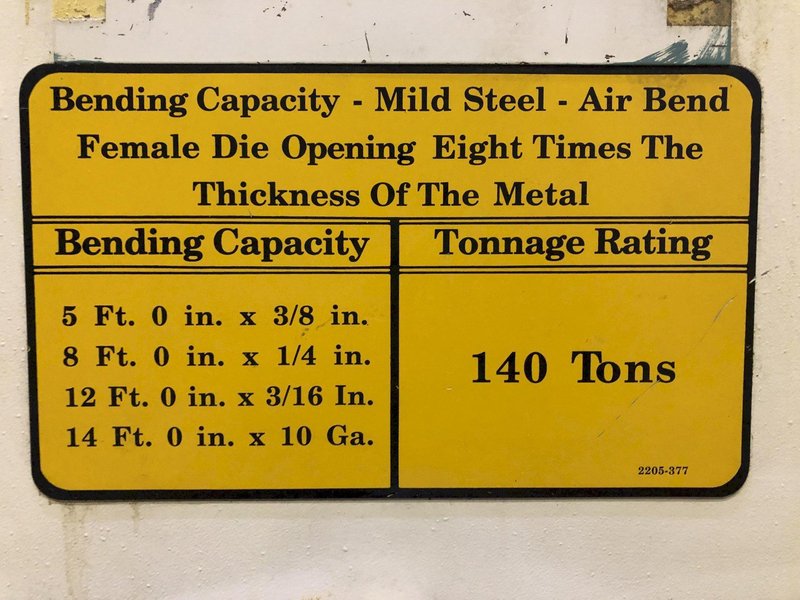 Bending Capacity - Mild Steel - Air Bend
Female Die Opening Eight Times The
Thickness Of The Metal
Bending Capacity
5 Ft. 0 in. x 3/8 in.
8 Ft. 0 in. x 1/4 in.
12 Ft. 0 in. x 3/16 In.
14 Ft. 0 in. x 10 Ga.
Tonnage Rating
140 Tons
2205-377